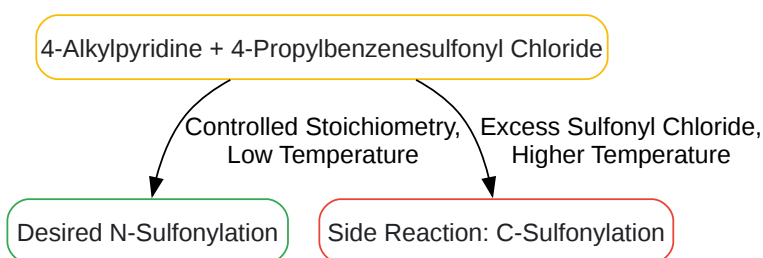 4-Alkylpyridine + 4-Propylbenzenesulfonyl Chloride
Controlled Stoichiometry,
Low Temperature
Excess Sulfonyl Chloride,
Higher Temperature
Desired N-Sulfonylation
Side Reaction: C-Sulfonylation